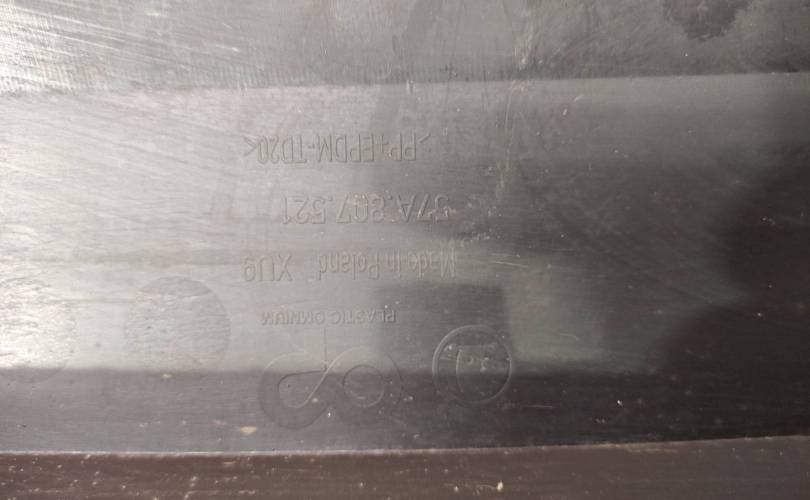 PLASTIC OMNIUM
Made in Poland XU9
57A.807.521
>PP+EPDM-TD20<